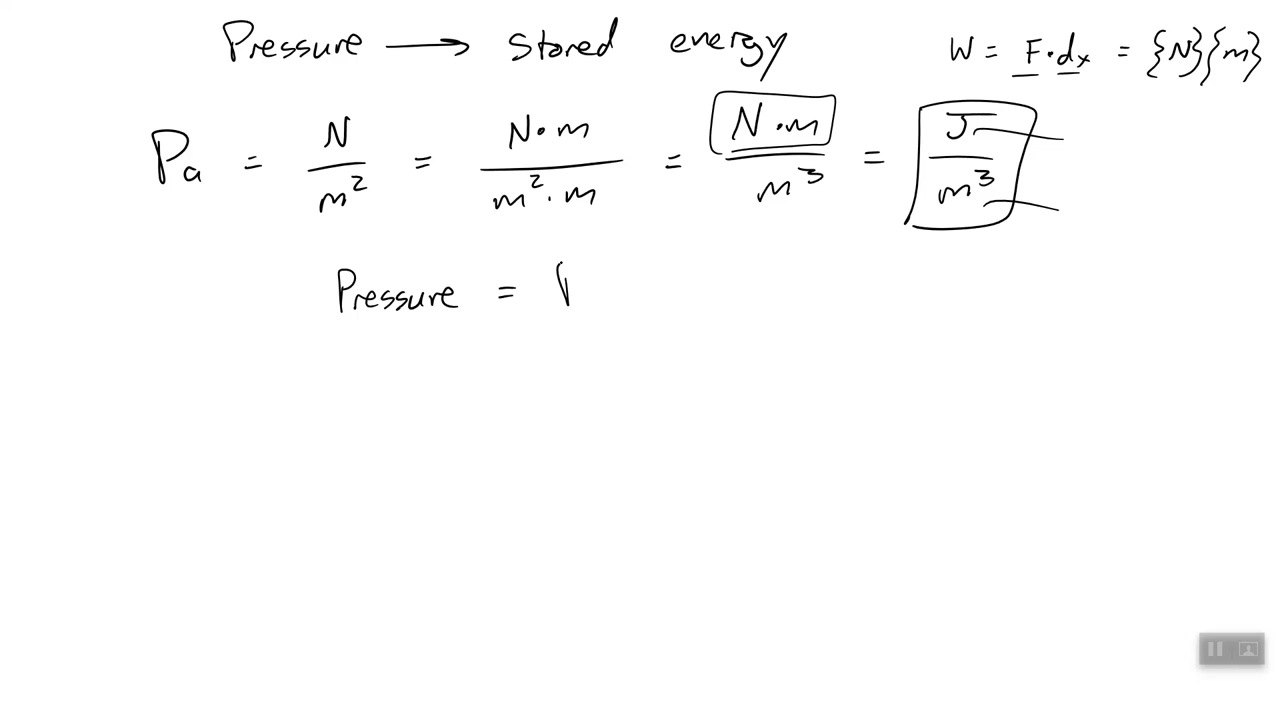 Pressure → stored energy W = F · dx = {N}{m}
Pa = N/m² = N·m/m²·m = N·m/m³ = J/m³
Pressure =